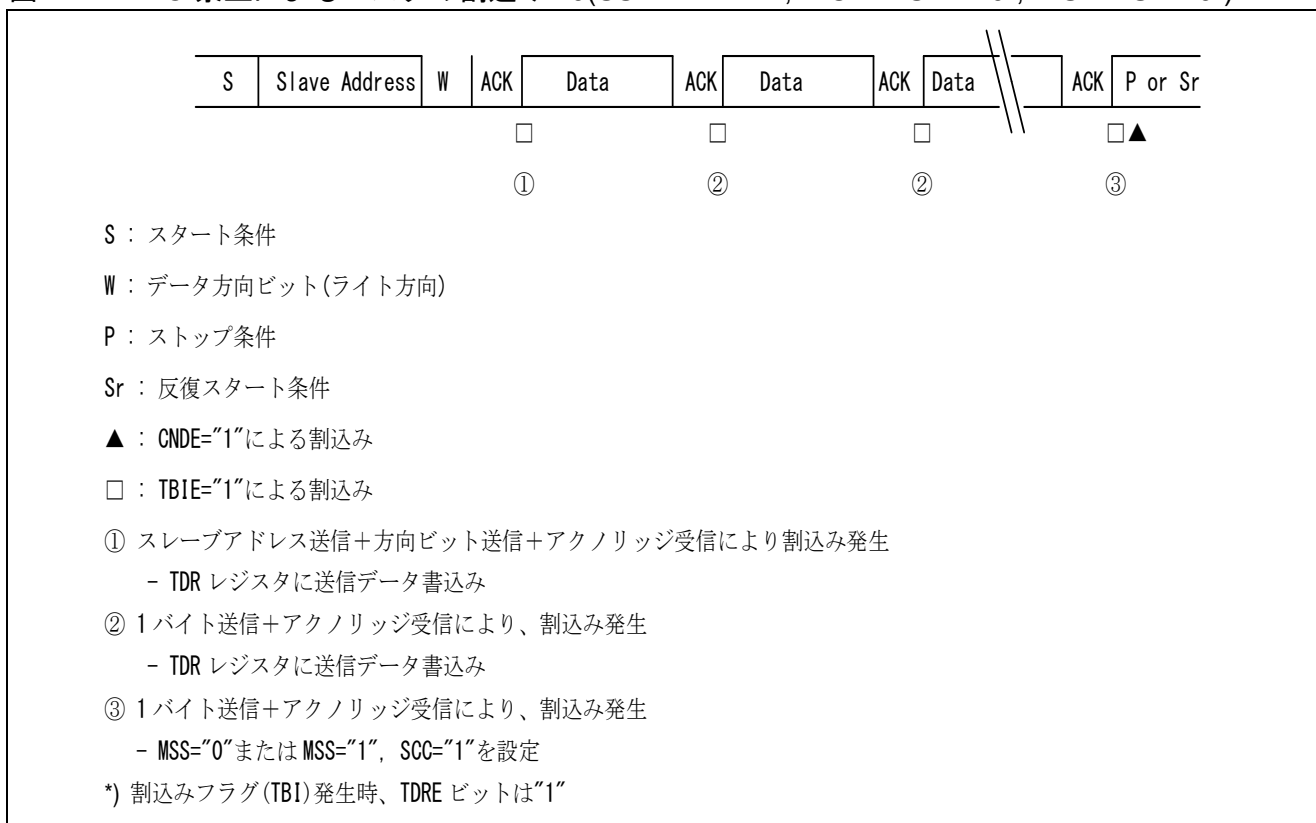 S Slave Address W ACK Data ACK Data ACK Data ACK P or Sr
□ □ □ □▲
① ② ② ③
S : スタート条件
W : データ方向ビット(ライト方向)
P : ストップ条件
Sr : 反復スタート条件
▲ : CNDE="1"による割込み
□ : TBIE="1"による割込み
① スレーブアドレス送信＋方向ビット送信＋アクノリッジ受信により割込み発生
- TDR レジスタに送信データ書込み
② 1 バイト送信＋アクノリッジ受信により、割込み発生
- TDR レジスタに送信データ書込み
③ 1 バイト送信＋アクノリッジ受信により、割込み発生
- MSS="0"または MSS="1", SCC="1"を設定
*) 割込みフラグ(TBI)発生時、TDRE ビットは"1"